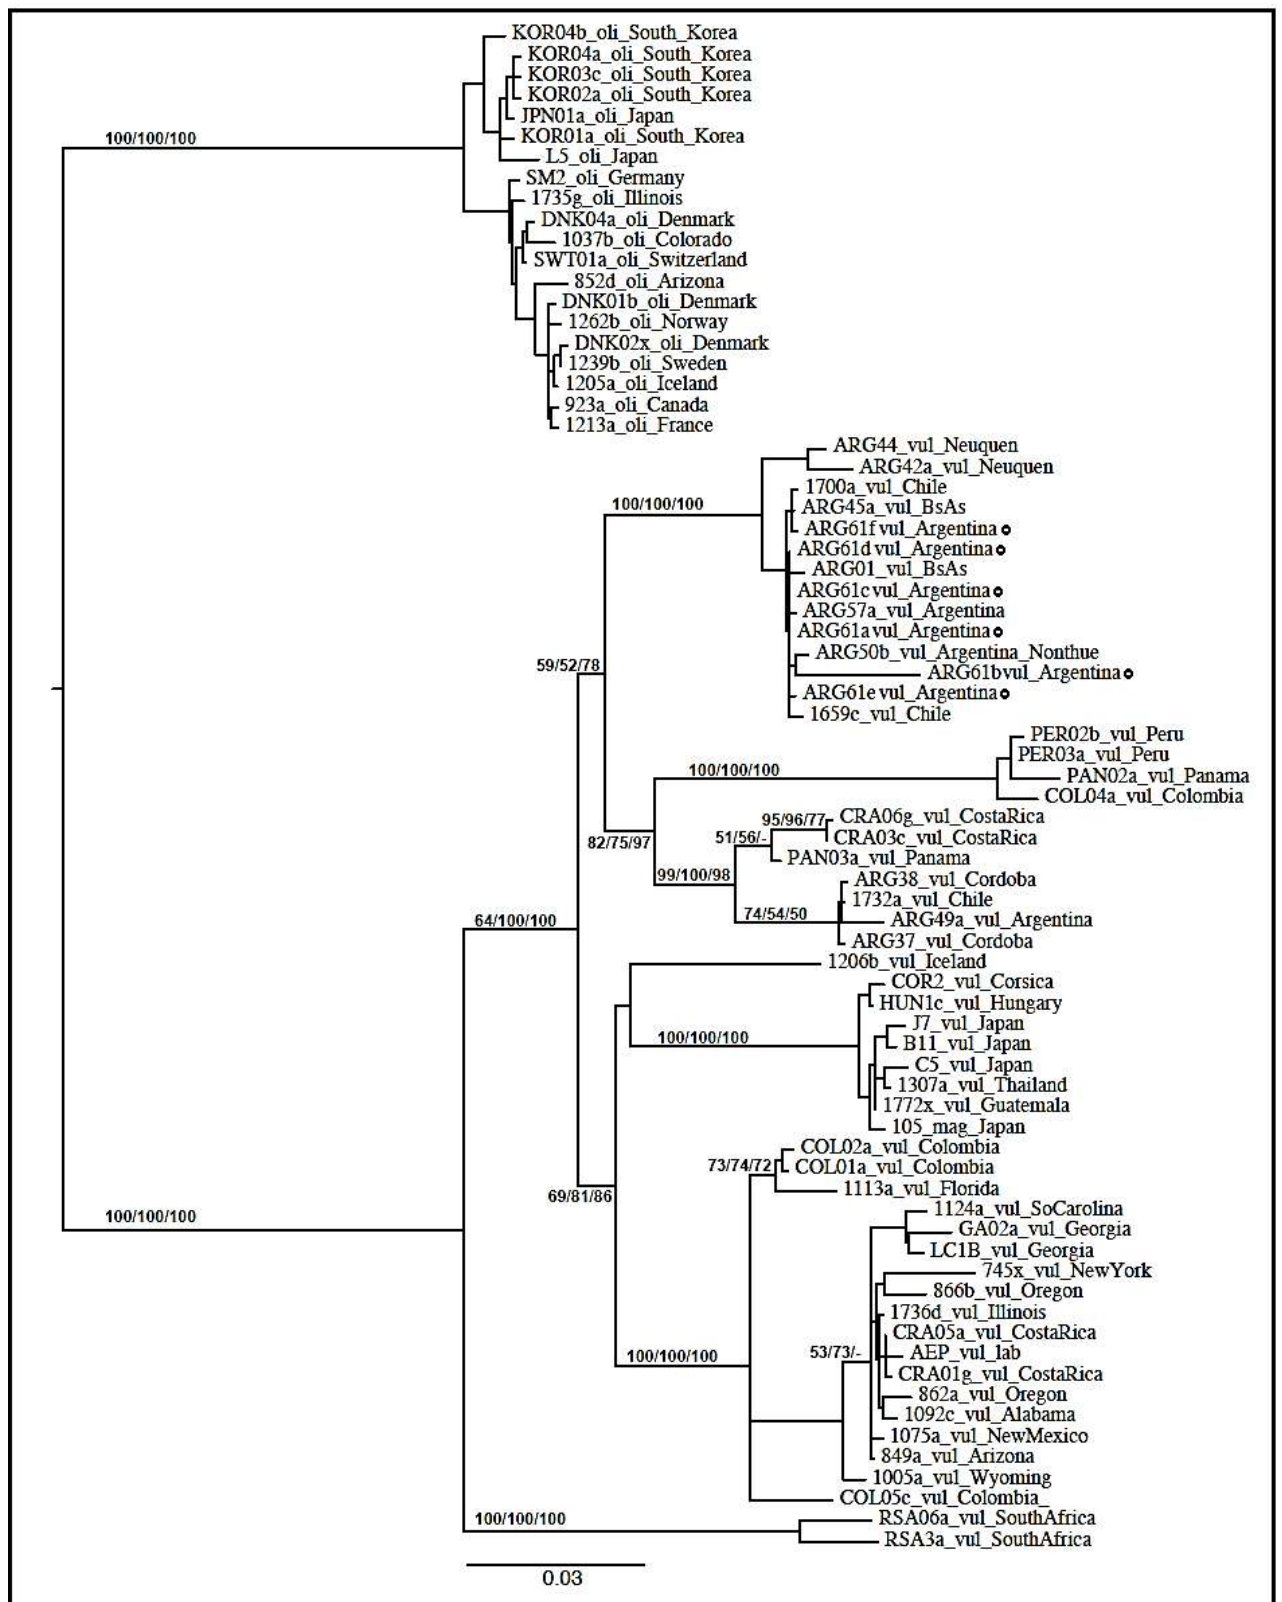 KOR04b_oli_South_Korea
KOR04a_oli_South_Korea
KOR03c_oli_South_Korea
KOR02a_oli_South_Korea
JPN01a_oli_Japan
100/100/100
KOR01a_oli_South_Korea
L5_oli_Japan
SM2_oli_Germany
1735g_oli_Illinois
DNK04a_oli_Denmark
1037b_oli_Colorado
SWT01a_oli_Switzerland
852d_oli_Arizona
DNK01b_oli_Denmark
1262b_oli_Norway
DNK02x_oli_Denmark
1239b_oli_Sweden
1205a_oli_Iceland
923a_oli_Canada
1213a_oli_France
ARG44_vul_Neuquen
ARG42a_vul_Neuquen
1700a_vul_Chile
100/100/100
ARG45a_vul_BsAs
ARG61f vul_Argentina
ARG61d vul_Argentina
ARG01_vul_BsAs
ARG61c vul_Argentina
ARG57a_vul_Argentina
ARG61a vul_Argentina
ARG50b_vul_Argentina_Nonthue
59/52/78
ARG61bvul_Argentina
ARG61e vul_Argentina
1659c_vul_Chile
PER02b_vul_Peru
PER03a_vul_Peru
100/100/100
PAN02a_vul_Panama
COL04a_vul_Colombia
95/96/77
CRA06g_vul_CostaRica
82/75/97
51/56/-
CRA03c_vul_CostaRica
PAN03a_vul_Panama
99/100/98
ARG38_vul_Cordoba
1732a_vul_Chile
64/100/100
74/54/50
ARG49a_vul_Argentina
ARG37_vul_Cordoba
1206b_vul_Iceland
COR2_vul_Corsica
HUN1c_vul_Hungary
J7_vul_Japan
100/100/100
B11_vul_Japan
C5_vul_Japan
1307a_vul_Thailand
1772x_vul_Guatemala
105_mag_Japan
COL02a_vul_Colombia
73/74/72
COL01a_vul_Colombia
1113a_vul_Florida
69/81/86
1124a_vul_SoCarolina
100/100/100
GA02a_vul_Georgia
LC1B_vul_Georgia
745x_vul_NewYork
866b_vul_Oregon
1736d_vul_Illinois
CRA05a_vul_CostaRica
100/100/100
53/73/-
AEP_vul_lab
CRA01g_vul_CostaRica
862a_vul_Oregon
1092c_vul_Alabama
1075a_vul_NewMexico
849a_vul_Arizona
1005a_vul_Wyoming
COL05c_vul_Colombia_
100/100/100
RSA06a_vul_SouthAfrica
RSA3a_vul_SouthAfrica
0.03